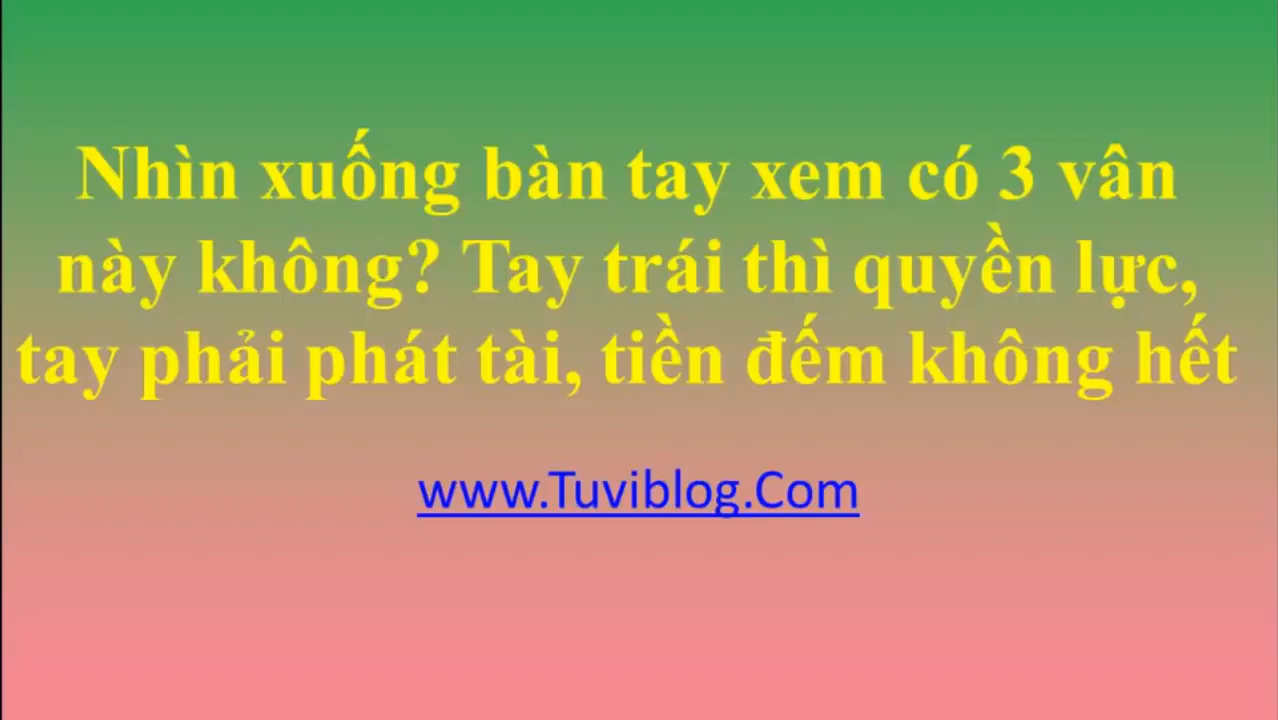 Nhìn xuống bàn tay xem có 3 vân
này không? Tay trái thì quyền lực,
tay phải phát tài, tiền đếm không hết
www.Tuviblog.Com